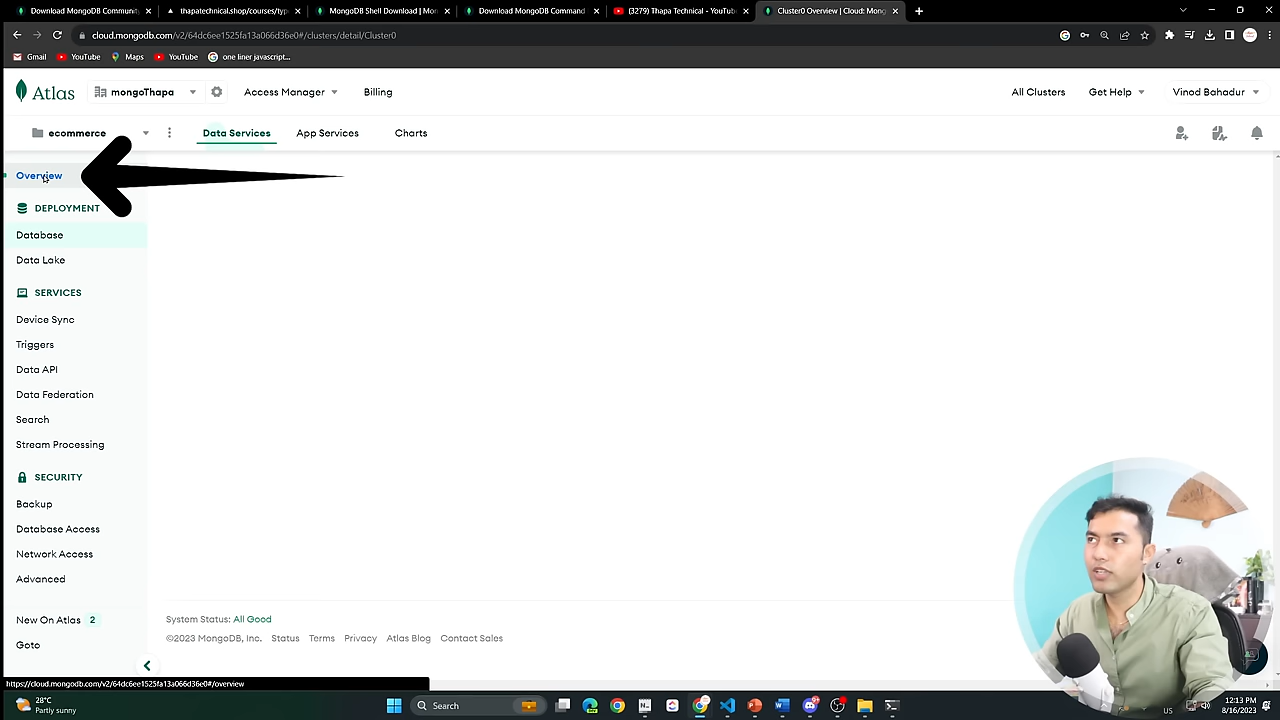 Download MongoDB Communit
thapatechnical.shop/courses/typ
MongoDB Shell Download | Mon
Download MongoDB Command
(3279) Thapa Technical - YouTube
Cluster0 Overview | Cloud: Mong
cloud.mongodb.com/v2/64dc6ee1525fa13a066d36e0#/clusters/detail/Cluster0
Gmail
YouTube
Maps
YouTube
one liner javascript...
Atlas
mongoThapa
Access Manager
Billing
All Clusters
Get Help
Vinod Bahadur
ecommerce
Data Services
App Services
Charts
Overview
DEPLOYMENT
Database
Data Lake
SERVICES
Device Sync
Triggers
Data API
Data Federation
Search
Stream Processing
SECURITY
Backup
Database Access
Network Access
Advanced
New On Atlas 2
Goto
System Status: All Good
©2023 MongoDB, Inc. Status Terms Privacy Atlas Blog Contact Sales
https://cloud.mongodb.com/v2/64dc6ee1525fa13a066d36e0#/overview
28°C
Partly sunny
Search
US
12:13 PM
8/16/2023